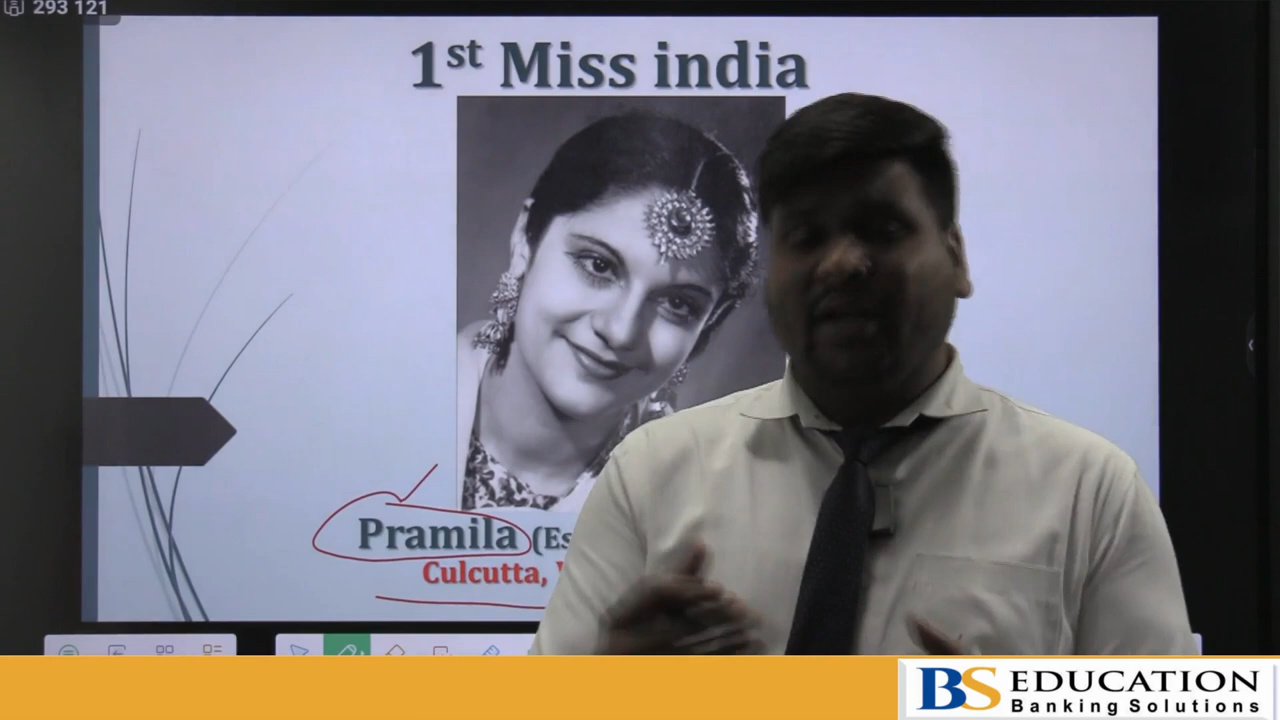 293 121
1st Miss india
Pramila (Es
Culcutta,
BS EDUCATION
Banking Solutions